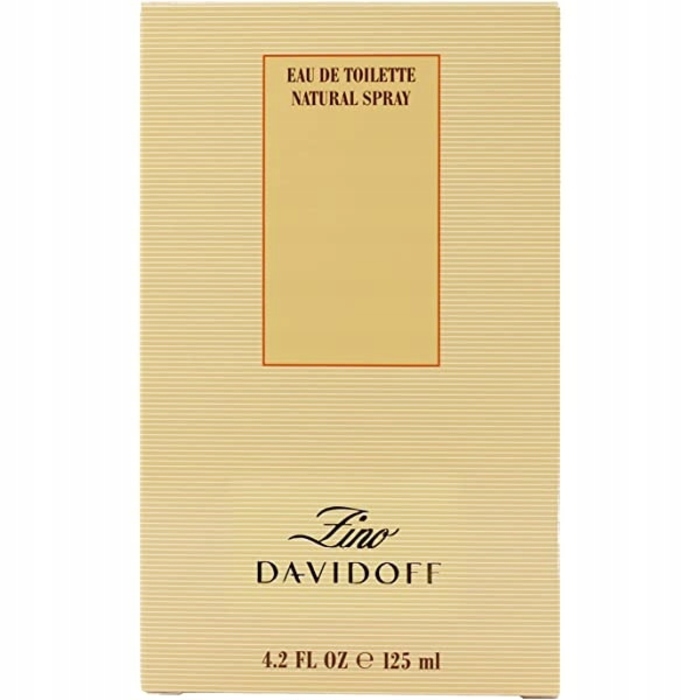 EAU DE TOILETTE
NATURAL SPRAY
Zino
DAVIDOFF
4.2 FL OZ ℮ 125 ml